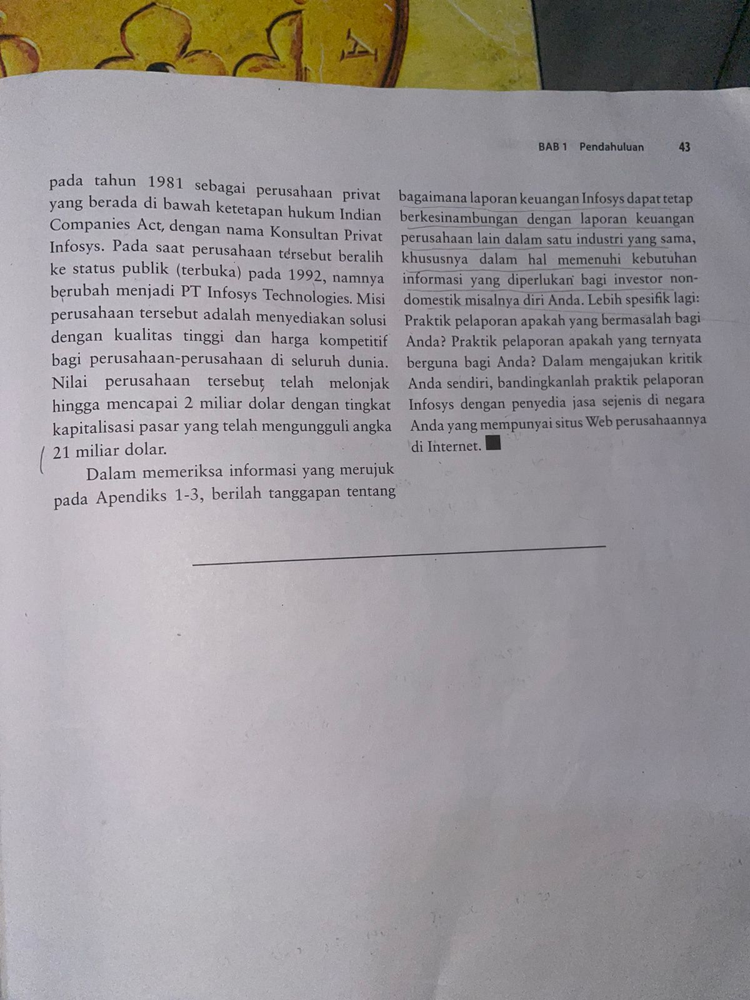 A
BAB 1 Pendahuluan 43
pada tahun 1981 sebagai perusahaan privat
yang berada di bawah ketetapan hukum Indian
Companies Act, dengan nama Konsultan Privat
Infosys. Pada saat perusahaan tersebut beralih
ke status publik (terbuka) pada 1992, namnya
berubah menjadi PT Infosys Technologies. Misi
perusahaan tersebut adalah menyediakan solusi
dengan kualitas tinggi dan harga kompetitif
bagi perusahaan-perusahaan di seluruh dunia.
Nilai perusahaan tersebut telah melonjak
hingga mencapai 2 miliar dolar dengan tingkat
kapitalisasi pasar yang telah mengungguli angka
21 miliar dolar.
Dalam memeriksa informasi yang merujuk
pada Apendiks 1-3, berilah tanggapan tentang
bagaimana laporan keuangan Infosys dapat tetap
berkesinambungan dengan laporan keuangan
perusahaan lain dalam satu industri yang sama,
khususnya dalam hal memenuhi kebutuhan
informasi yang diperlukan bagi investor non-
domestik misalnya diri Anda. Lebih spesifik lagi:
Praktik pelaporan apakah yang bermasalah bagi
Anda? Praktik pelaporan apakah yang ternyata
berguna bagi Anda? Dalam mengajukan kritik
Anda sendiri, bandingkanlah praktik pelaporan
Infosys dengan penyedia jasa sejenis di negara
Anda yang mempunyai situs Web perusahaannya
di Internet.